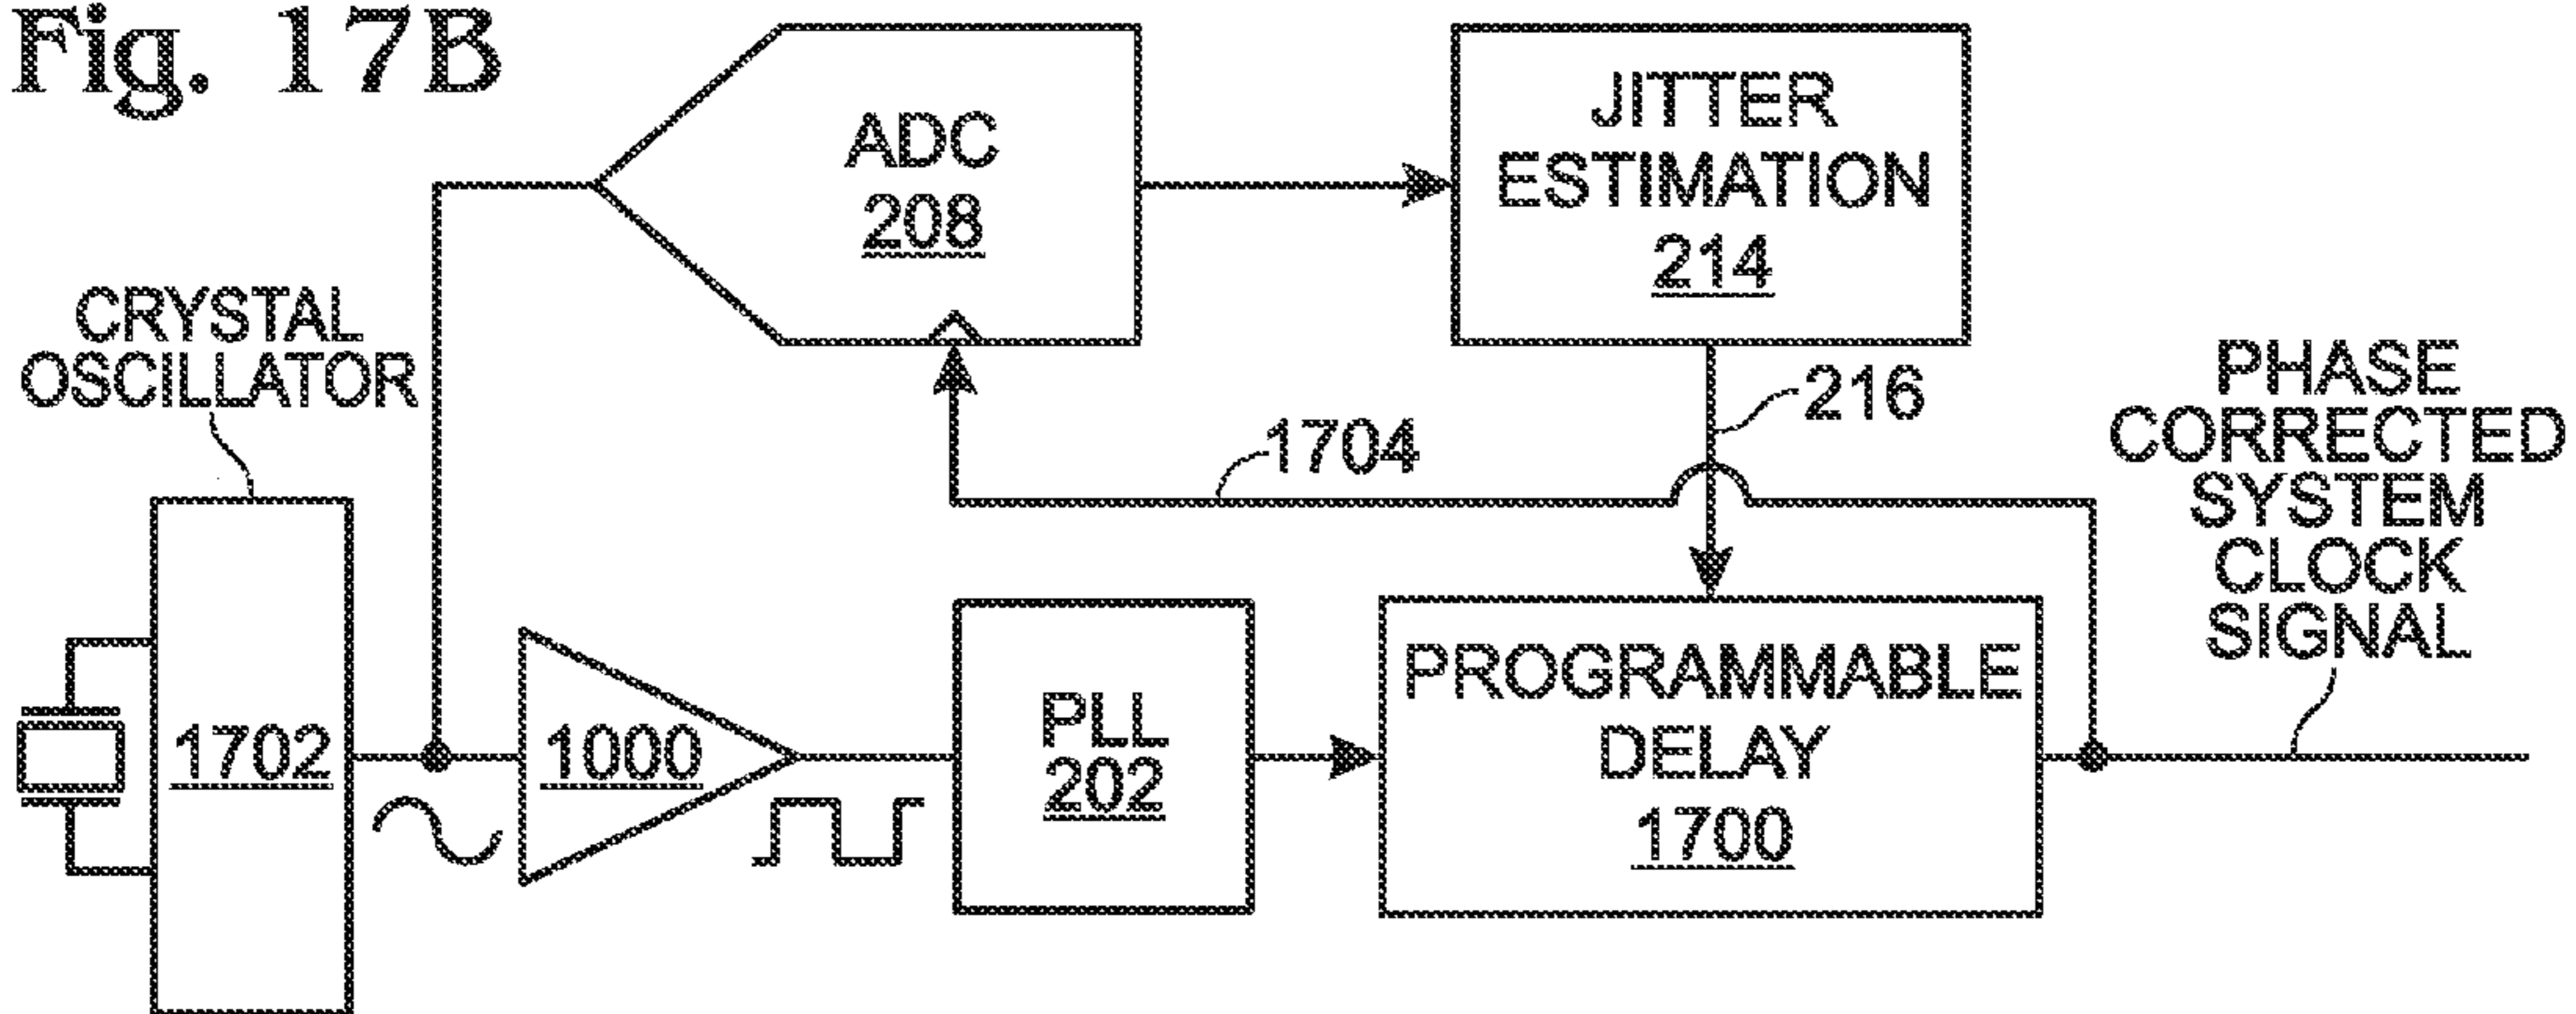 Fig. 17B
ADC
208
JITTER
ESTIMATION
214
CRYSTAL
OSCILLATOR
216
1704
PHASE
CORRECTED
SYSTEM
CLOCK
SIGNAL
1702
1000
PLL
202
PROGRAMMABLE
DELAY
1700